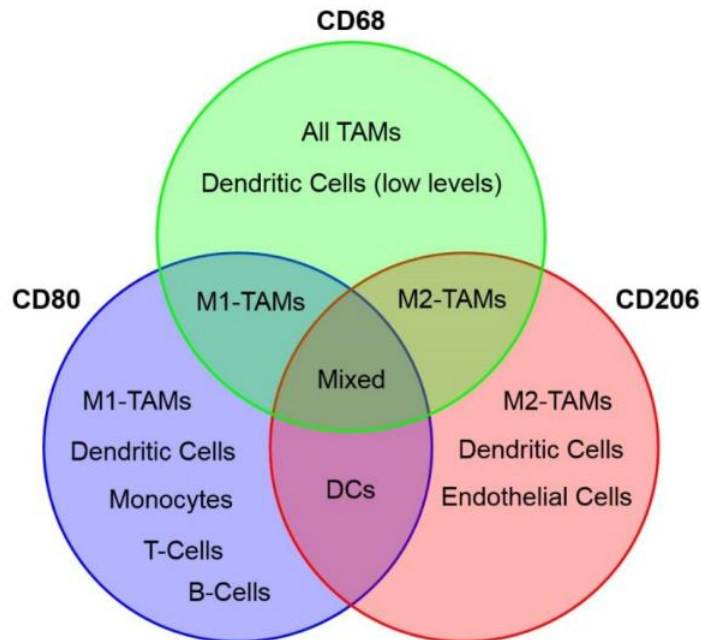 CD68
All TAMs
Dendritic Cells (low levels)
CD80
M1-TAMs
M2-TAMs
CD206
Mixed
M1-TAMs
Dendritic Cells
Monocytes
T-Cells
B-Cells
DCs
M2-TAMs
Dendritic Cells
Endothelial Cells